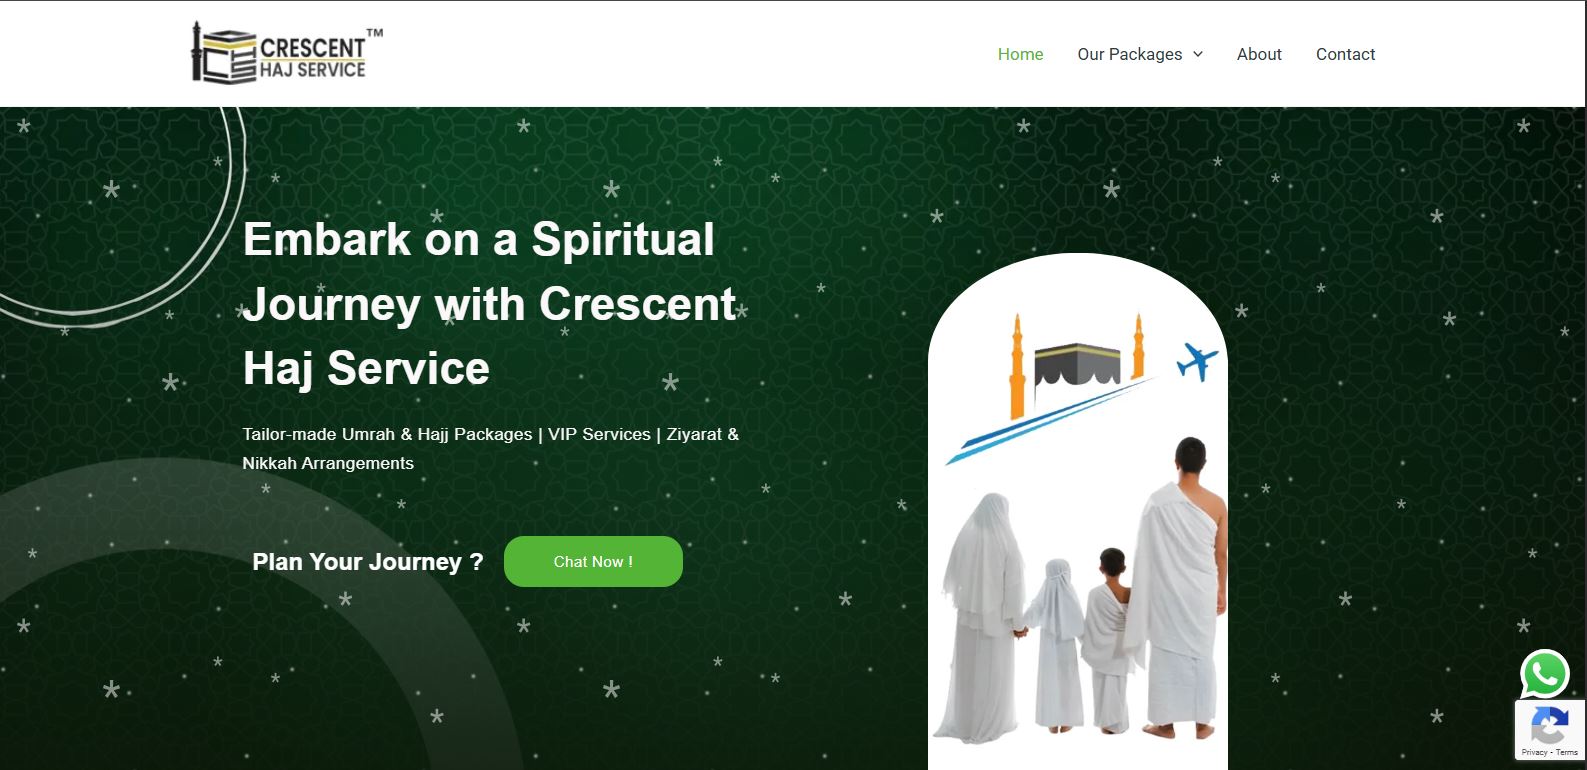 CRESCENT™
HAJ SERVICE
Home
Our Packages
About
Contact
Embark on a Spiritual
Journey with Crescent
Haj Service
Tailor-made Umrah & Hajj Packages | VIP Services | Ziyarat &
Nikkah Arrangements
Plan Your Journey ?
Chat Now !
Privacy - Terms